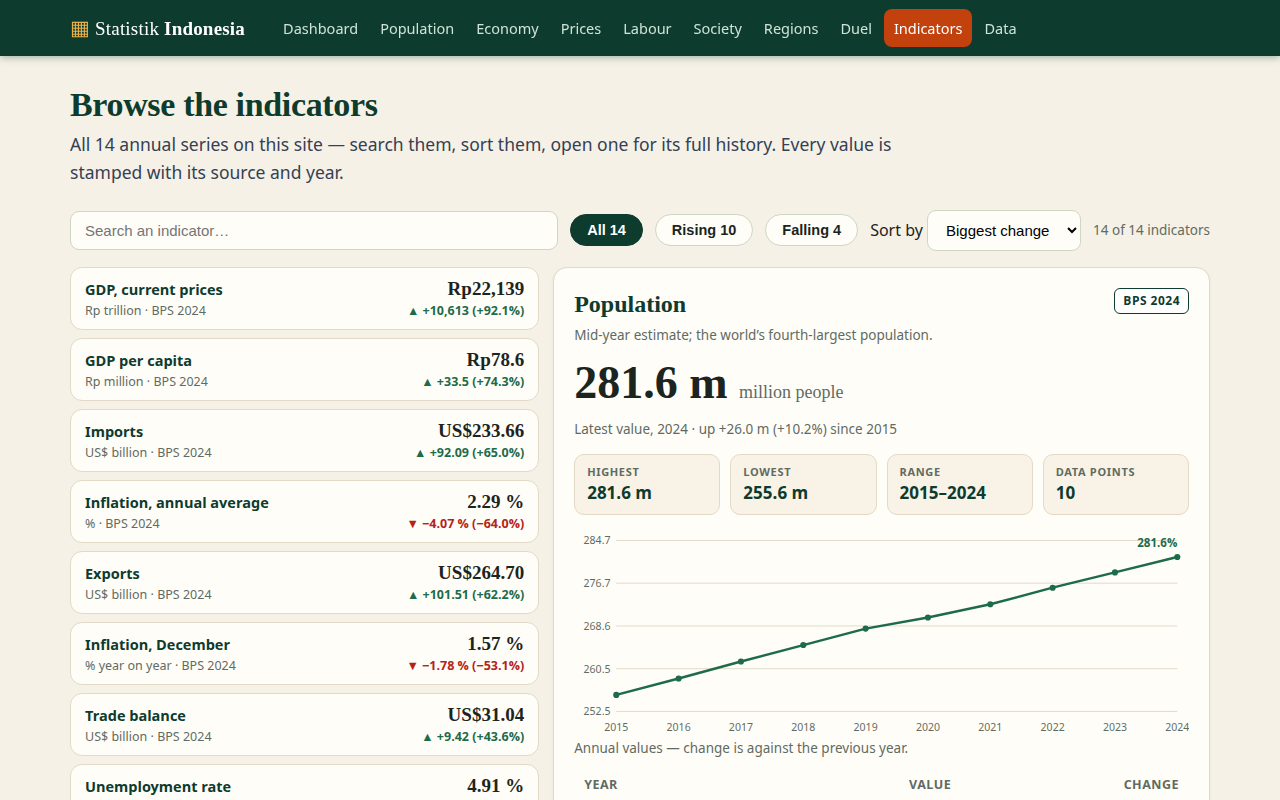 ▦ Statistik Indonesia
Dashboard Population Economy Prices Labour Society Regions Duel Indicators Data
Browse the indicators
All 14 annual series on this site — search them, sort them, open one for its full history. Every value is
stamped with its source and year.
Search an indicator…
All 14
Rising 10
Falling 4
Sort by Biggest change
14 of 14 indicators
GDP, current prices Rp22,139
Rp trillion · BPS 2024 ▲ +10,613 (+92.1%)
GDP per capita Rp78.6
Rp million · BPS 2024 ▲ +33.5 (+74.3%)
Imports US$233.66
US$ billion · BPS 2024 ▲ +92.09 (+65.0%)
Inflation, annual average 2.29 %
% · BPS 2024 ▼ −4.07 % (−64.0%)
Exports US$264.70
US$ billion · BPS 2024 ▲ +101.51 (+62.2%)
Inflation, December 1.57 %
% year on year · BPS 2024 ▼ −1.78 % (−53.1%)
Trade balance US$31.04
US$ billion · BPS 2024 ▲ +9.42 (+43.6%)
Unemployment rate 4.91 %
Population BPS 2024
Mid-year estimate; the world’s fourth-largest population.
281.6 m million people
Latest value, 2024 · up +26.0 m (+10.2%) since 2015
HIGHEST
281.6 m
LOWEST
255.6 m
RANGE
2015–2024
DATA POINTS
10
284.7
276.7
268.6
260.5
252.5
281.6%
2015 2016 2017 2018 2019 2020 2021 2022 2023 2024
Annual values — change is against the previous year.
YEAR VALUE CHANGE